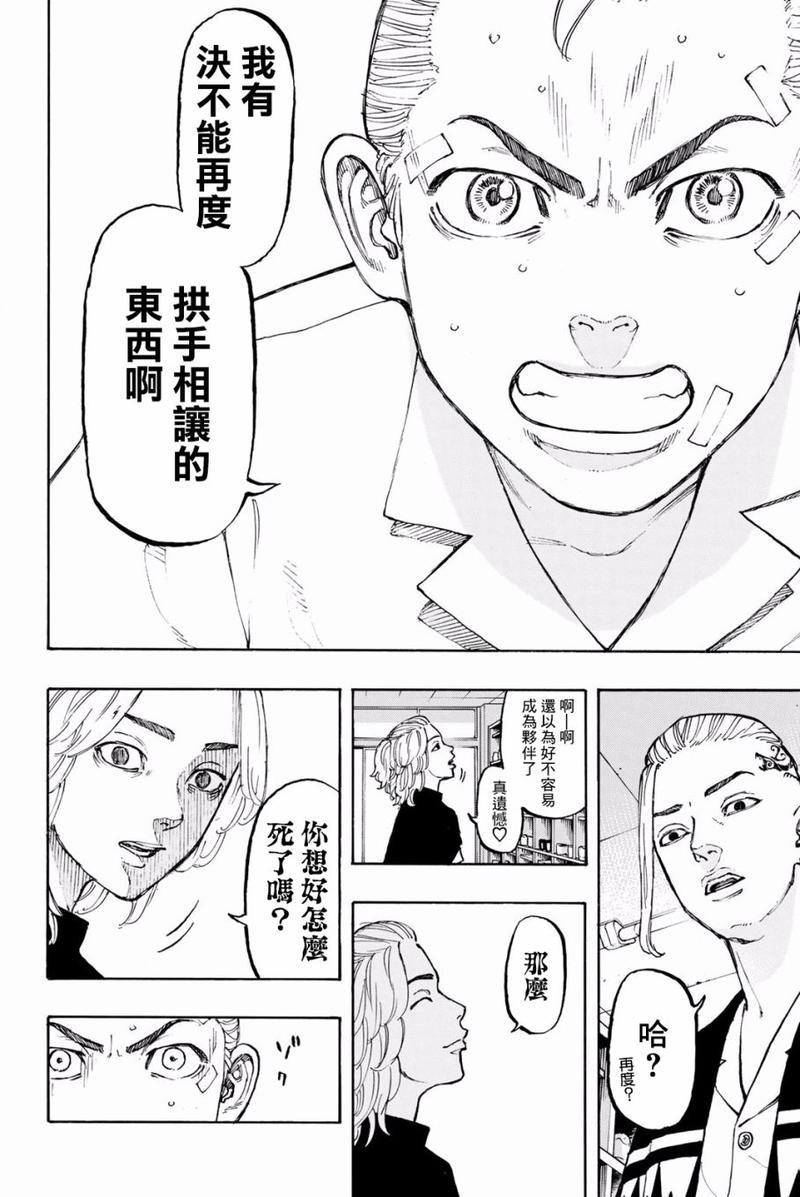 我有
決不能再度
拱手相讓的
東西啊
哈？
再度？
啊—啊
還以為好不容易
成為夥伴了
真遺憾♡
那麼
你想好怎麼
死了嗎？
ゾク